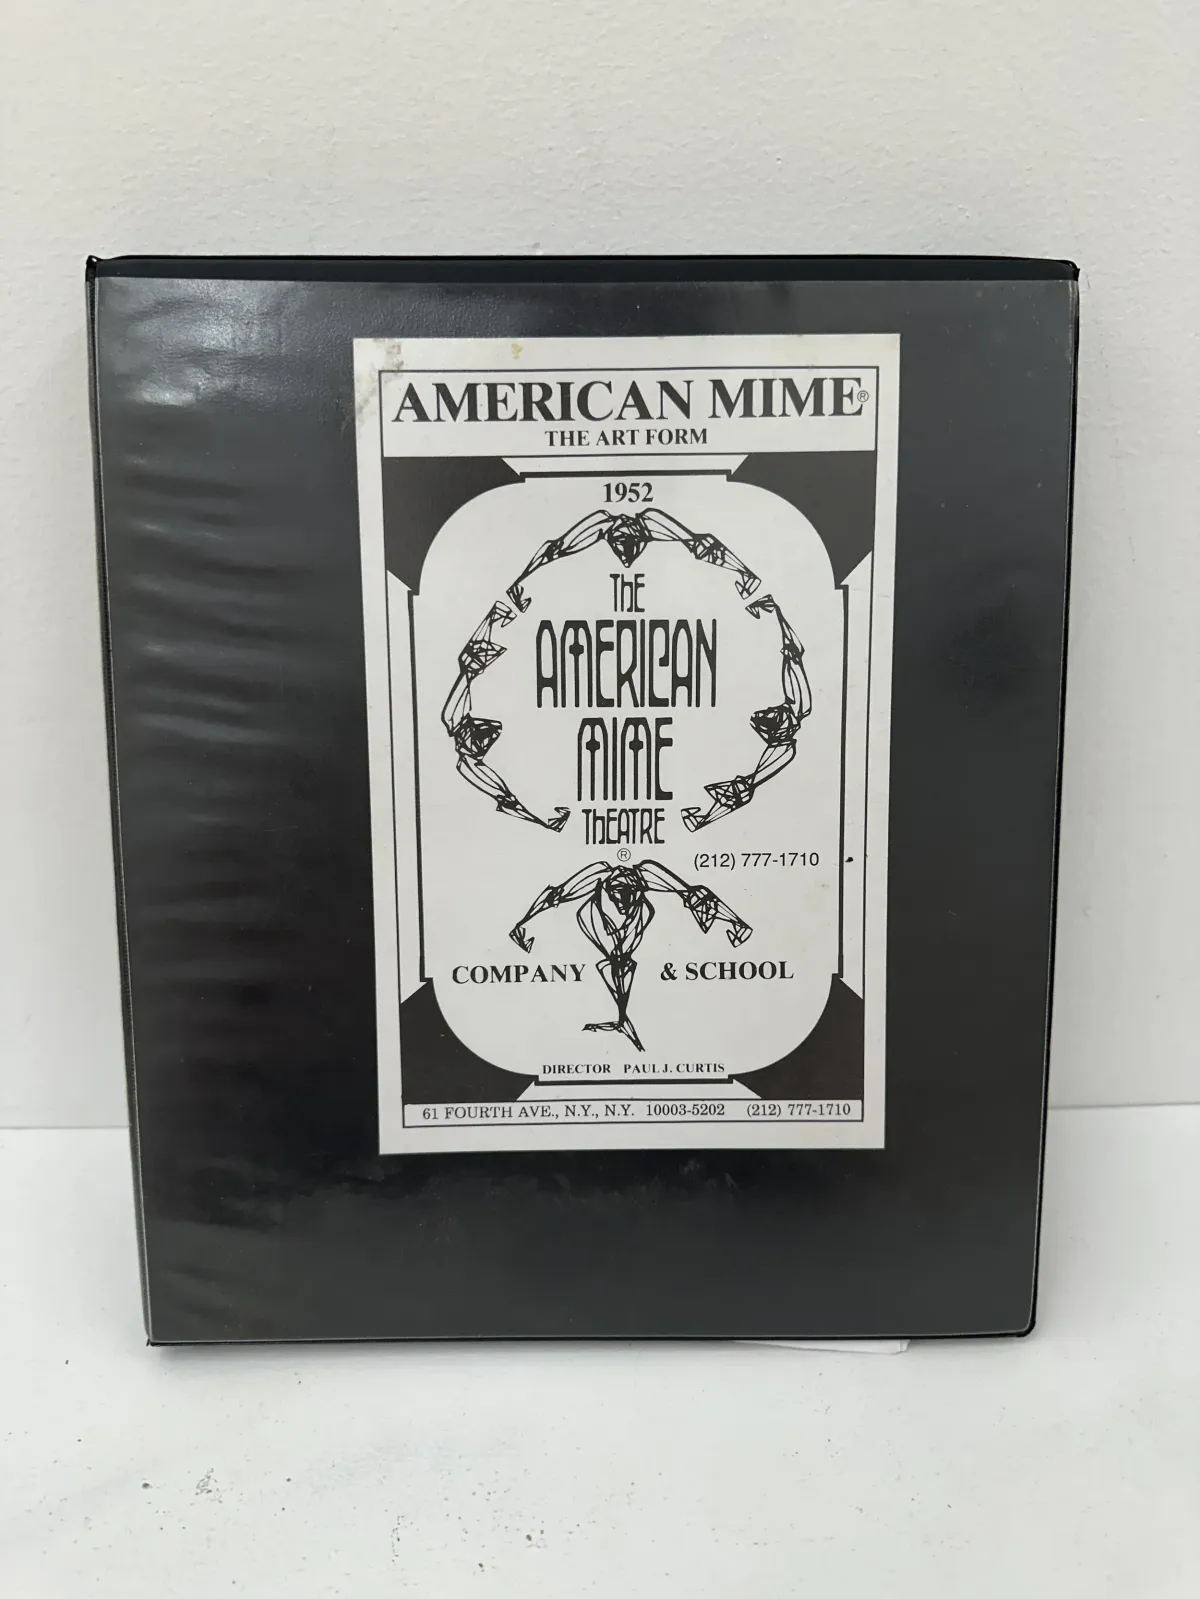 AMERICAN MIME®
THE ART FORM
1952
THE
AMERICAN
MIME
THEATRE
®
(212) 777-1710
COMPANY & SCHOOL
DIRECTOR PAUL J. CURTIS
61 FOURTH AVE., N.Y., N.Y. 10003-5202 (212) 777-1710